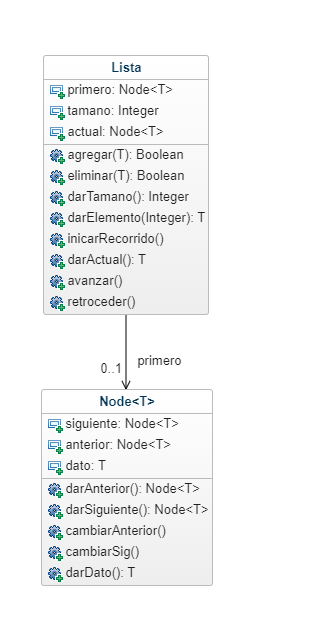 Lista
primero: Node<T>
tamano: Integer
actual: Node<T>
agregar(T): Boolean
eliminar(T): Boolean
darTamano(): Integer
darElemento(Integer): T
inicarRecorrido()
darActual(): T
avanzar()
retroceder()
0..1
primero
Node<T>
siguiente: Node<T>
anterior: Node<T>
dato: T
darAnterior(): Node<T>
darSiguiente(): Node<T>
cambiarAnterior()
cambiarSig()
darDato(): T